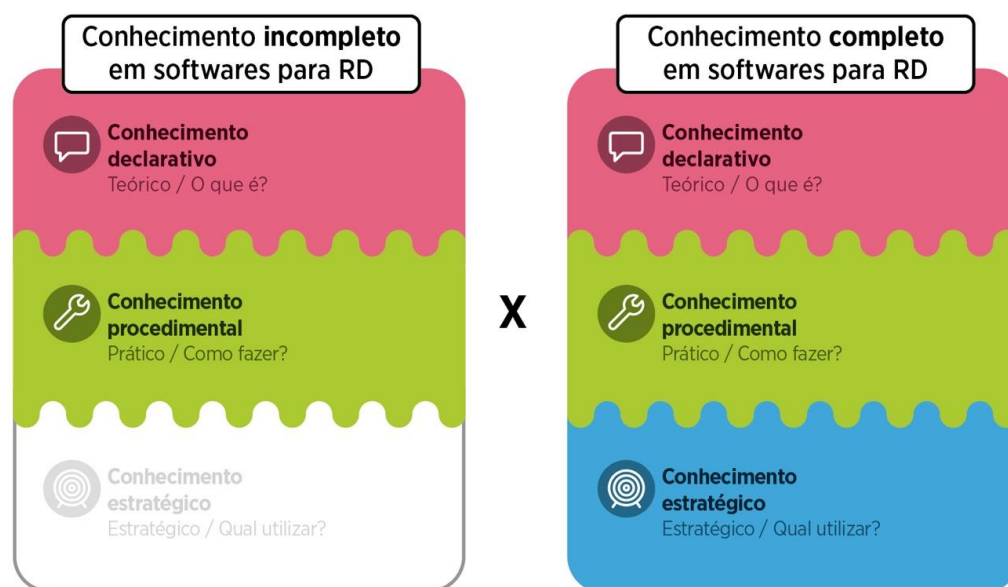 Conhecimento incompleto
em softwares para RD
Conhecimento
declarativo
Teórico / O que é?
Conhecimento
procedimental
Prático / Como fazer?
Conhecimento
estratégico
Estratégico / Qual utilizar?
X
Conhecimento completo
em softwares para RD
Conhecimento
declarativo
Teórico / O que é?
Conhecimento
procedimental
Prático / Como fazer?
Conhecimento
estratégico
Estratégico / Qual utilizar?